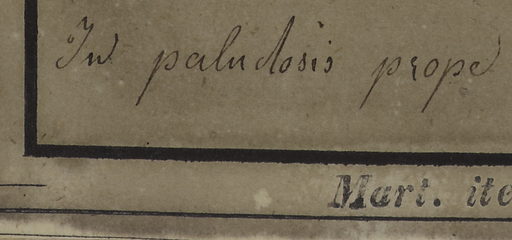 In paludosis prope
Mart. ite